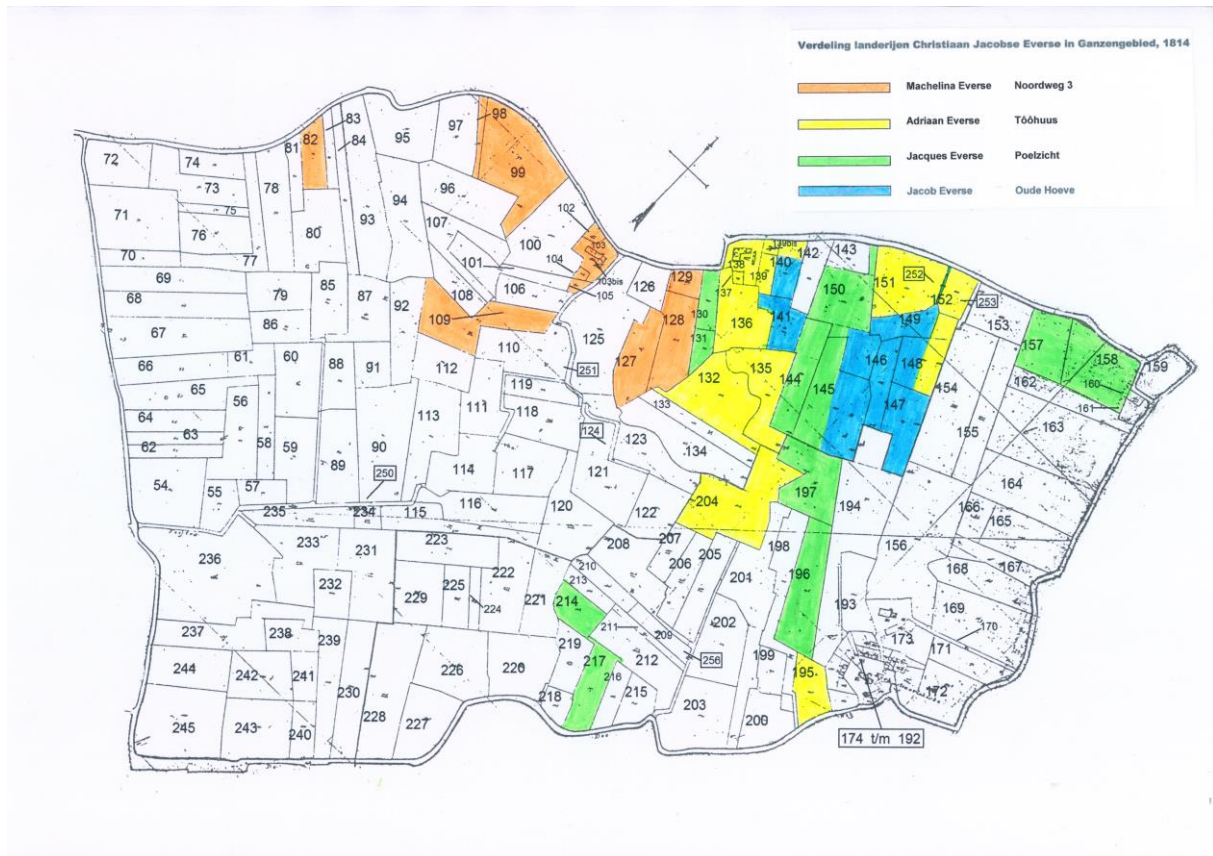 Verdeling landerijen Christiaan Jacobse Everse in Ganzengebied, 1814
Machelina Everse Noordweg 3
Adriaan Everse Tôôhuus
Jacques Everse Poelzicht
Jacob Everse Oude Hoeve
72 74 81 82 83 84 95 97 98
73 78 99
71 75 76 80 93 94 96 107 100 102 103
70 77 101 104 103bis 105
69 79 85 87 92 108 106 126 129 137 138 139 139bis 140 142 143 151 252 152 253
68 86 109 110 125 128 130 136 141 150 149 153 157 158 159
67 61 60 88 91 112 251 127 131 135 144 145 146 148 154 162 160 161
66 65 56 113 111 119 118 133 132 147 155 163
64 63 62 58 59 89 90 124 123 134
54 55 57 250 114 117 121 204 197 194 164
235 234 115 116 120 122 166 165
236 233 231 223 208 207 206 205 198 156
232 229 225 224 222 221 210 213 214 201 196 193 168 167
237 238 239 211 209 202 169 170
244 242 241 230 226 220 219 217 216 212 256 199 195 173 171
245 243 240 228 227 218 215 203 200 172
174 t/m 192